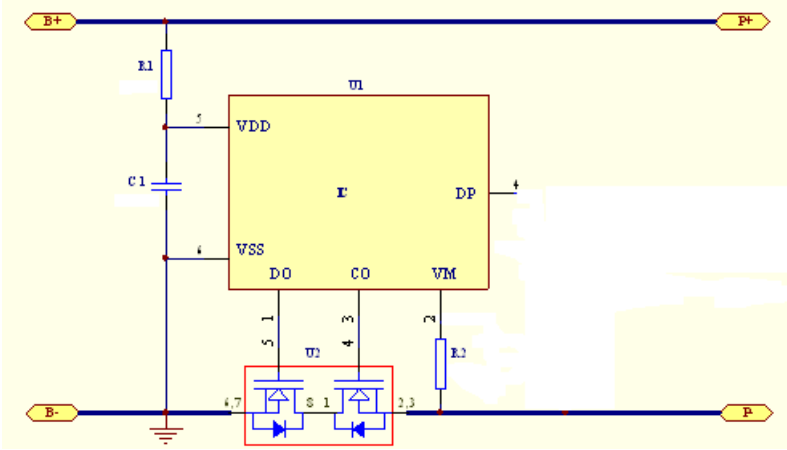 B+
P+
R1
U1
5
VDD
C1
IC
DP
4
6
VSS
DO
CO
VM
1
3
2
5
4
U2
R2
B-
6,7
8
1
2,3
P-